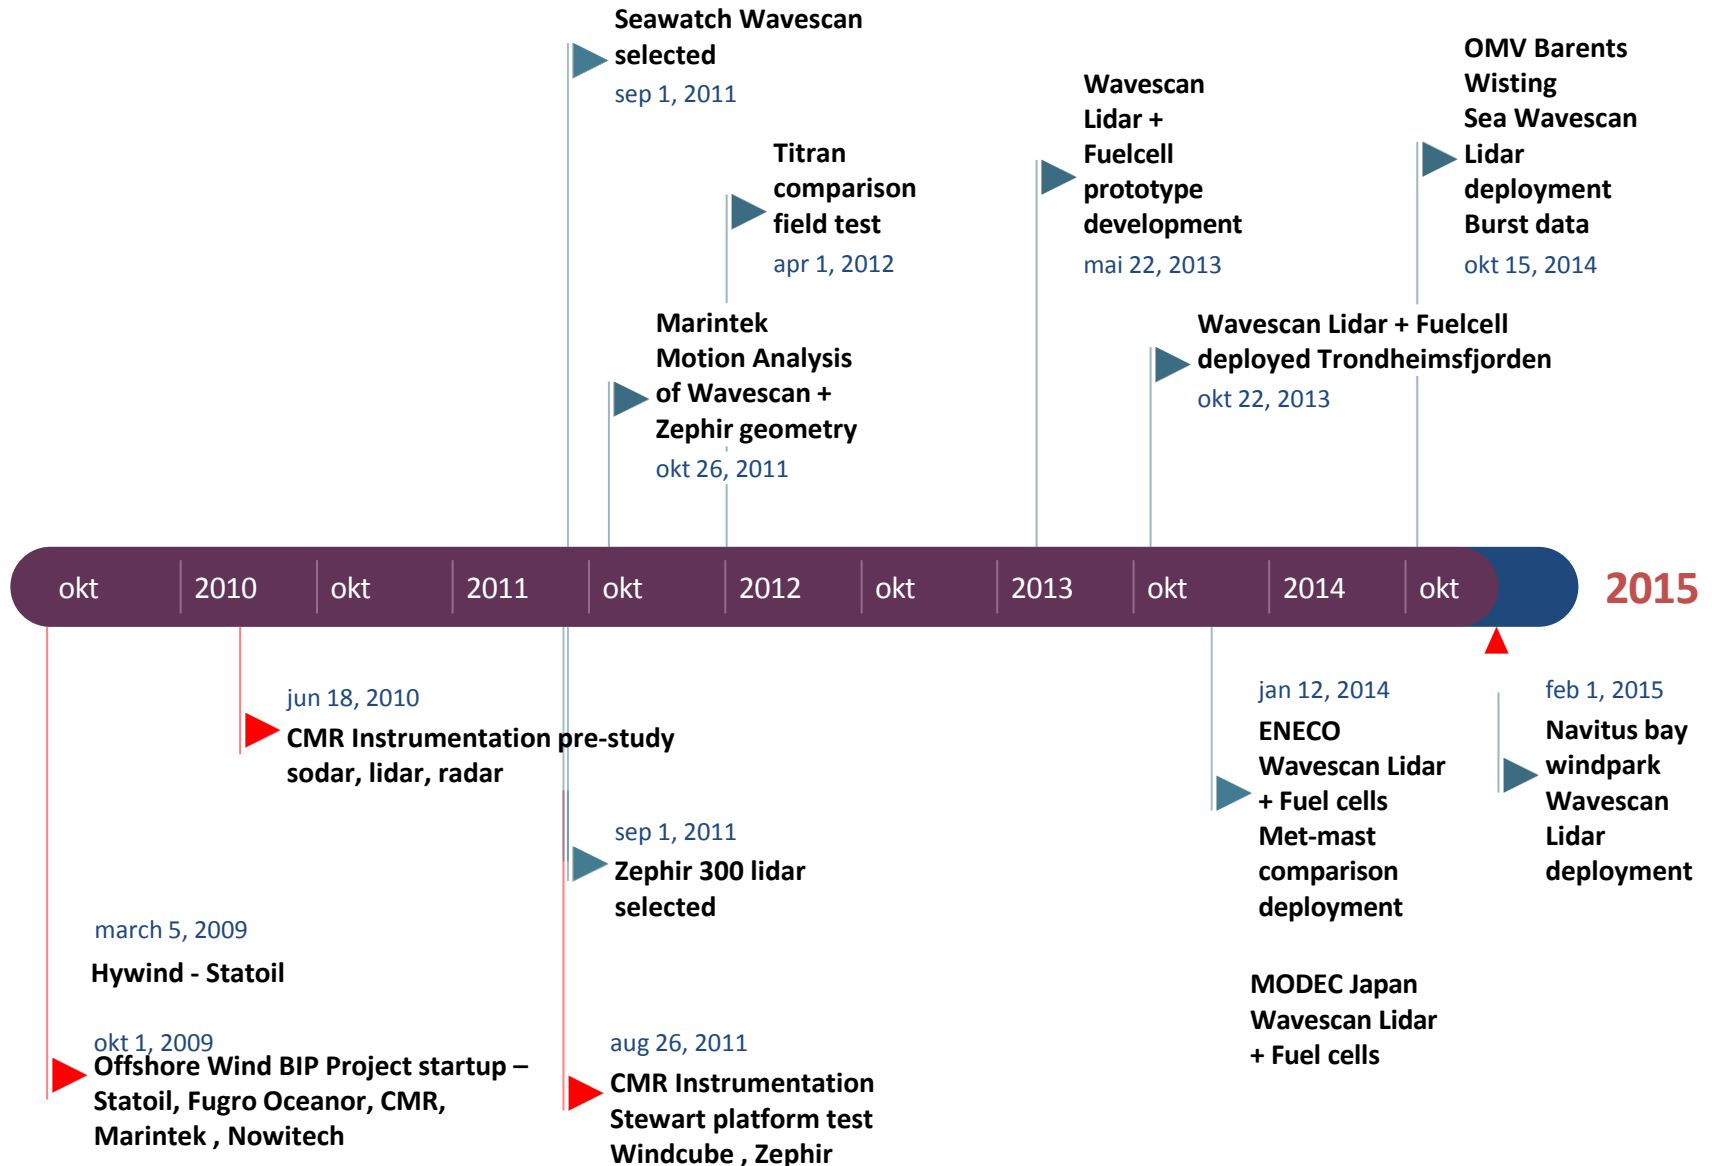 Seawatch Wavescan
selected
sep 1, 2011
Titran
comparison
field test
apr 1, 2012
Wavescan
Lidar +
Fuelcell
prototype
development
mai 22, 2013
OMV Barents
Wisting
Sea Wavescan
Lidar
deployment
Burst data
okt 15, 2014
Marintek
Motion Analysis
of Wavescan +
Zephir geometry
okt 26, 2011
Wavescan Lidar + Fuelcell
deployed Trondheimsfjorden
okt 22, 2013
okt 2010 okt 2011 okt 2012 okt 2013 okt 2014 okt 2015
jun 18, 2010
CMR Instrumentation pre-study
sodar, lidar, radar
sep 1, 2011
Zephir 300 lidar
selected
jan 12, 2014
ENECO
Wavescan Lidar
+ Fuel cells
Met-mast
comparison
deployment
MODEC Japan
Wavescan Lidar
+ Fuel cells
feb 1, 2015
Navitus bay
windpark
Wavescan
Lidar
deployment
march 5, 2009
Hywind - Statoil
okt 1, 2009
Offshore Wind BIP Project startup –
Statoil, Fugro Oceanor, CMR,
Marintek , Nowitech
aug 26, 2011
CMR Instrumentation
Stewart platform test
Windcube , Zephir